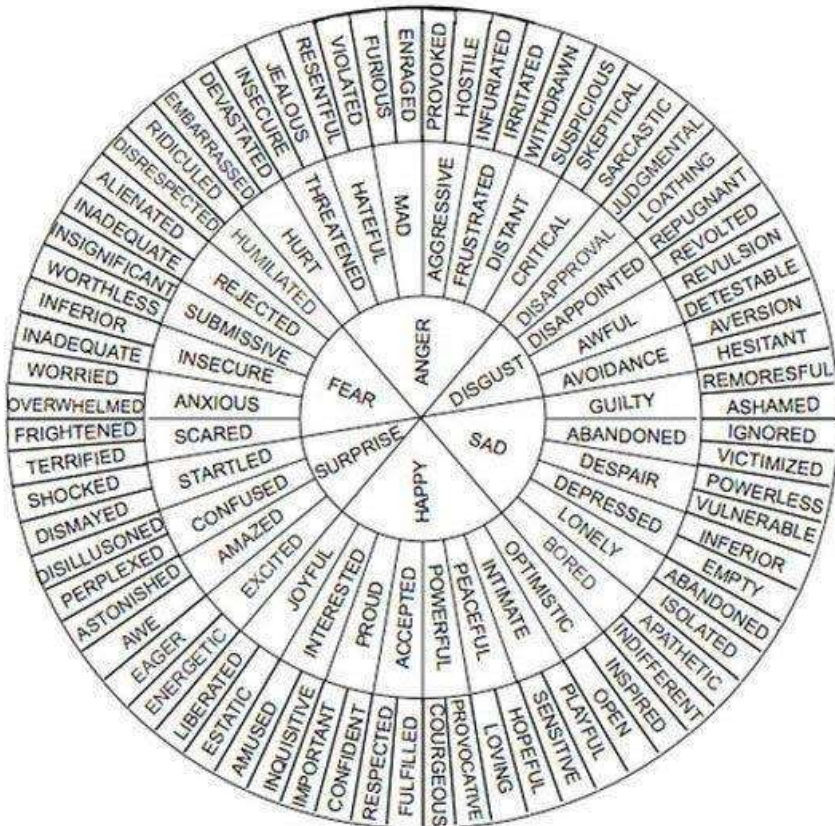 ANGER
DISGUST
SAD
HAPPY
SURPRISE
FEAR
MAD
AGGRESSIVE
FRUSTRATED
DISTANT
CRITICAL
DISAPPROVAL
DISAPPOINTED
AWFUL
AVOIDANCE
GUILTY
ABANDONED
DESPAIR
DEPRESSED
LONELY
BORED
OPTIMISTIC
INTIMATE
PEACEFUL
POWERFUL
ACCEPTED
PROUD
INTERESTED
JOYFUL
EXCITED
AMAZED
CONFUSED
STARTLED
SCARED
ANXIOUS
INSECURE
SUBMISSIVE
REJECTED
HUMILIATED
HURT
THREATENED
HATEFUL
ENRAGED
PROVOKED
HOSTILE
INFURIATED
IRRITATED
WITHDRAWN
SUSPICIOUS
SKEPTICAL
SARCASTIC
JUDGMENTAL
LOATHING
REPUGNANT
REVOLTED
REVULSION
DETESTABLE
AVERSION
HESITANT
REMORESFUL
ASHAMED
IGNORED
VICTIMIZED
POWERLESS
VULNERABLE
INFERIOR
EMPTY
ABANDONED
ISOLATED
APATHETIC
INDIFFERENT
INSPIRED
OPEN
PLAYFUL
SENSITIVE
HOPEFUL
LOVING
PROVOCATIVE
COURGEOUS
FULFILLED
RESPECTED
CONFIDENT
IMPORTANT
INQUISITIVE
AMUSED
ESTATIC
LIBERATED
ENERGETIC
EAGER
AWE
ASTONISHED
PERPLEXED
DISILLUSONED
DISMAYED
SHOCKED
TERRIFIED
FRIGHTENED
OVERWHELMED
WORRIED
INADEQUATE
INFERIOR
WORTHLESS
INSIGNIFICANT
INADEQUATE
ALIENATED
DISRESPECTED
RIDICULED
EMBARRASSED
DEVASTATED
INSECURE
JEALOUS
RESENTFUL
VIOLATED
FURIOUS